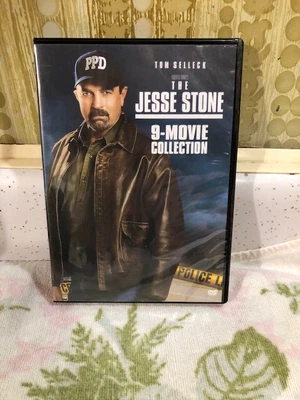 PPD
TOM SELLECK
THE
JESSE STONE
9-MOVIE
COLLECTION
POLICE L